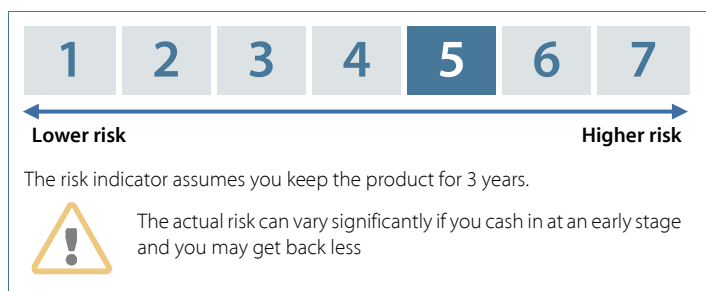 1 2 3 4 5 6 7
Lower risk Higher risk
The risk indicator assumes you keep the product for 3 years.
The actual risk can vary significantly if you cash in at an early stage
and you may get back less